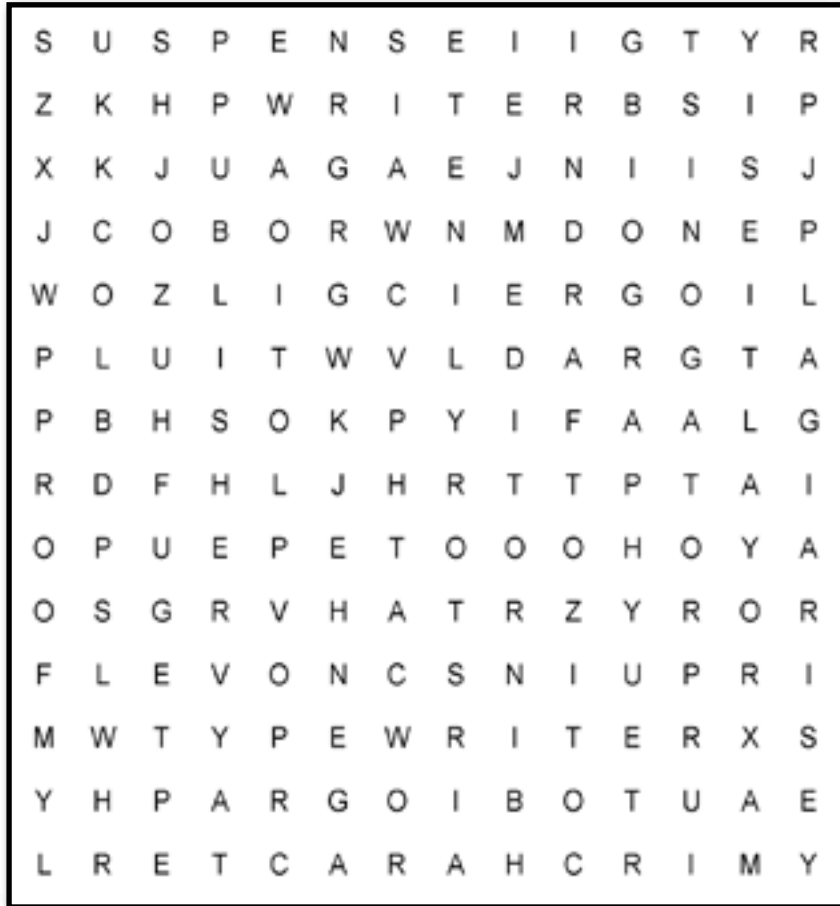 S U S P E N S E I I G T Y R
Z K H P W R I T E R B S I P
X K J U A G A E J N I I S J
J C O B O R W N M D O N E P
W O Z L I G C I E R G O I L
P L U I T W V L D A R G T A
P B H S O K P Y I F A A L G
R D F H L J H R T T P T A I
O P U E P E T O O O H O Y A
O S G R V H A T R Z Y R O R
F L E V O N C S N I U P R I
M W T Y P E W R I T E R X S
Y H P A R G O I B O T U A E
L R E T C A R A H C R I M Y